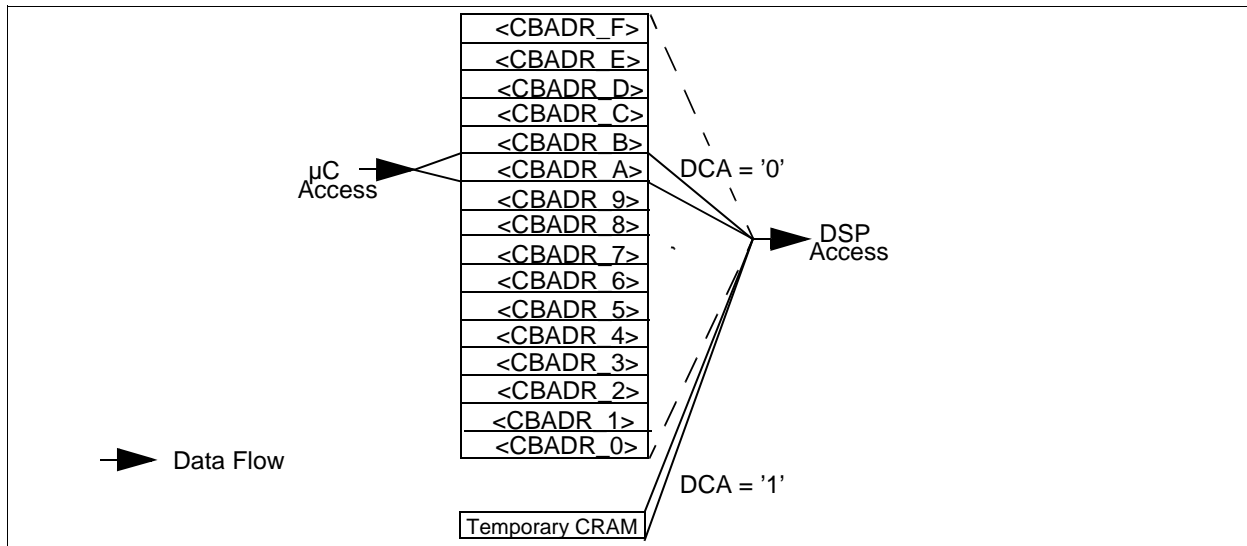 <CBADR_F>
<CBADR_E>
<CBADR_D>
<CBADR_C>
<CBADR_B>
<CBADR_A>
<CBADR_9>
<CBADR_8>
<CBADR_7>
<CBADR_6>
<CBADR_5>
<CBADR_4>
<CBADR_3>
<CBADR_2>
<CBADR_1>
<CBADR_0>
µC
Access
DCA = '0'
DSP
Access
Data Flow
DCA = '1'
Temporary CRAM